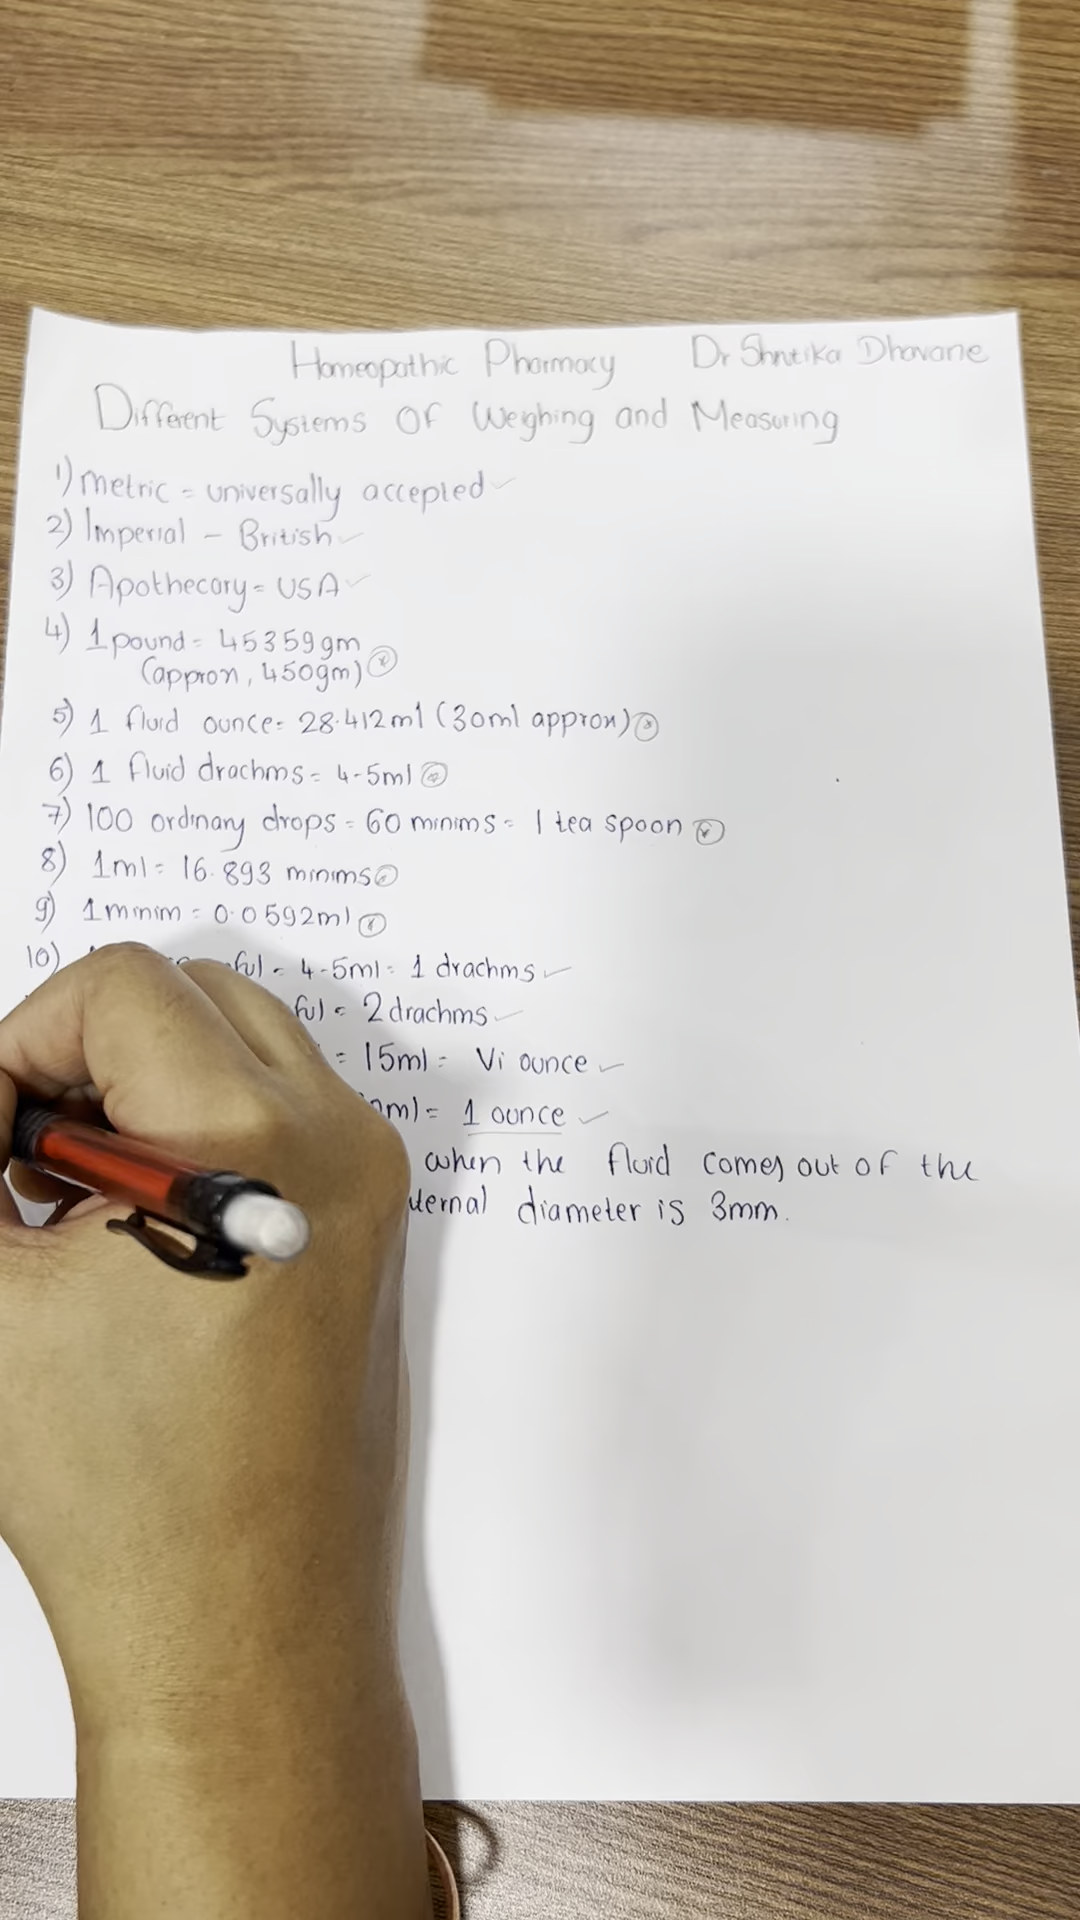 Homeopathic Pharmacy Dr Shrutika Dhavane
Different Systems Of Weighing and Measuring
1) Metric = universally accepted
2) Imperial - British
3) Apothecary = USA
4) 1 pound = 45359gm
(approx, 450gm)
5) 1 fluid ounce = 28.412ml (30ml approx)
6) 1 fluid drachms = 4-5ml
7) 100 ordinary drops = 60 minims = 1 tea spoon
8) 1ml = 16.893 minims
9) 1minim = 0.0592ml
10) ful = 4-5ml = 1 drachms
ful = 2drachms
= 15ml = Vi ounce
ml = 1 ounce
when the fluid comes out of the
diameter is 3mm.